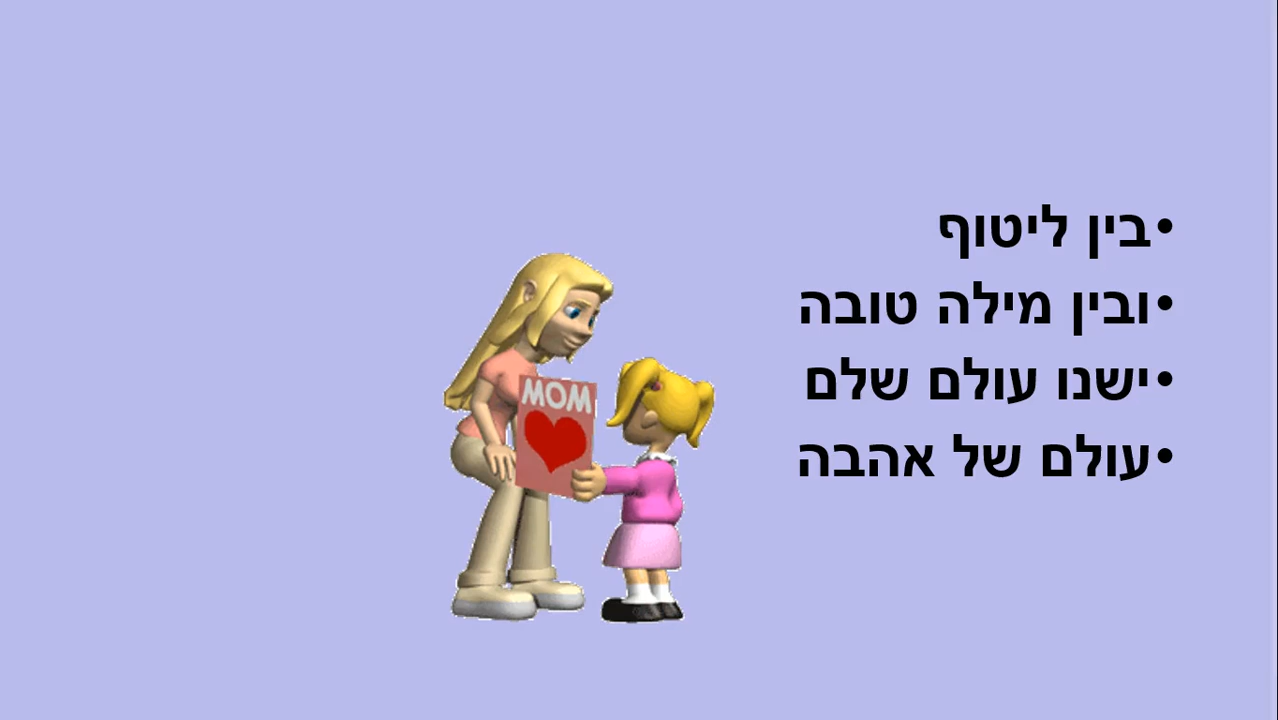 •בין ליטוף
•ובין מילה טובה
•ישנו עולם שלם
•עולם של אהבה
MOM